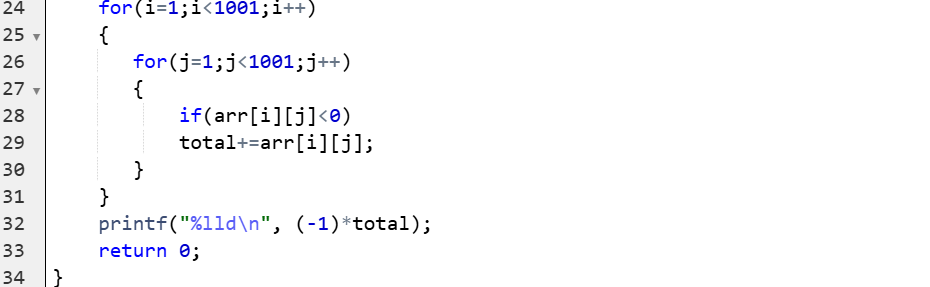 24 for(i=1;i<1001;i++)
25 {
26 for(j=1;j<1001;j++)
27 {
28 if(arr[i][j]<0)
29 total+=arr[i][j];
30 }
31 }
32 printf("%lld\n", (-1)*total);
33 return 0;
34 }